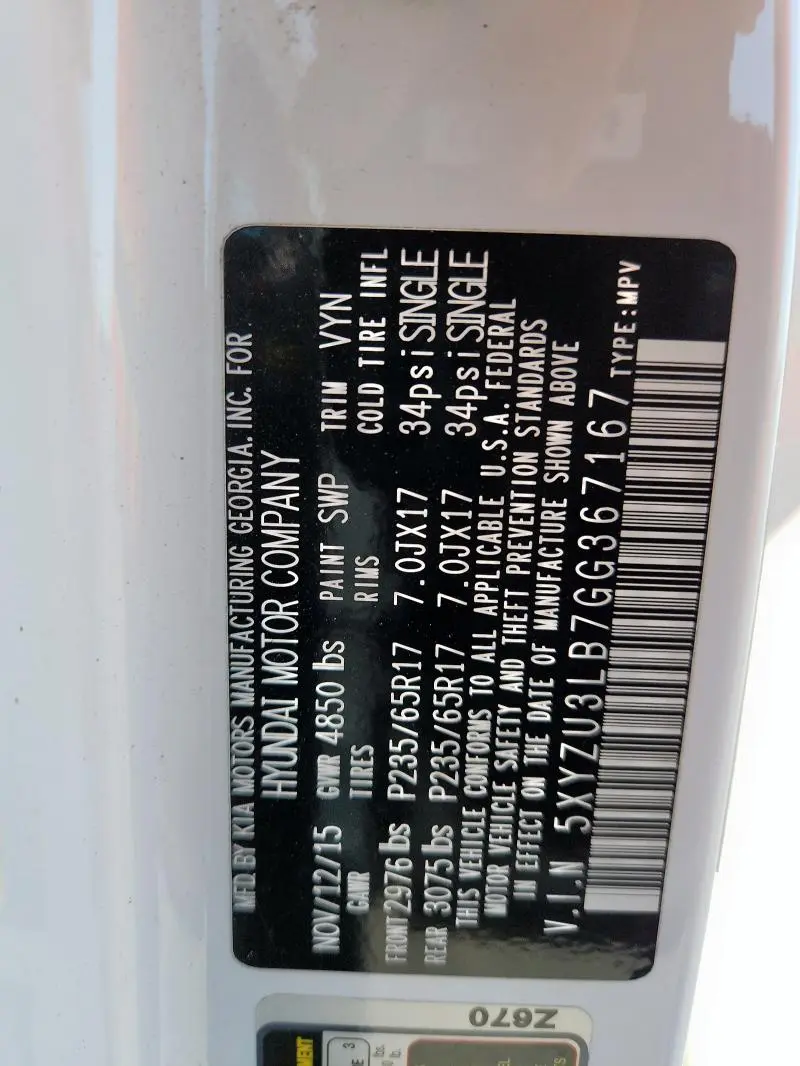 MFD. BY KIA MOTORS MANUFACTURING GEORGIA. INC. FOR
HYUNDAI MOTOR COMPANY
NOV/12/15 GVWR 4850 lbs PAINT SWP TRIM VYN
GAWR TIRES RIMS COLD TIRE INFL
FRONT 2976 lbs P235/65R17 7.0JX17 34psi SINGLE
REAR 3075 lbs P235/65R17 7.0JX17 34psi SINGLE
THIS VEHICLE CONFORMS TO ALL APPLICABLE U.S.A. FEDERAL
MOTOR VEHICLE SAFETY AND THEFT PREVENTION STANDARDS
IN EFFECT ON THE DATE OF MANUFACTURE SHOWN ABOVE
V.I.N 5XYZU3LB7GG367167 TYPE:MPV
Z670
3
lbs.
lb.